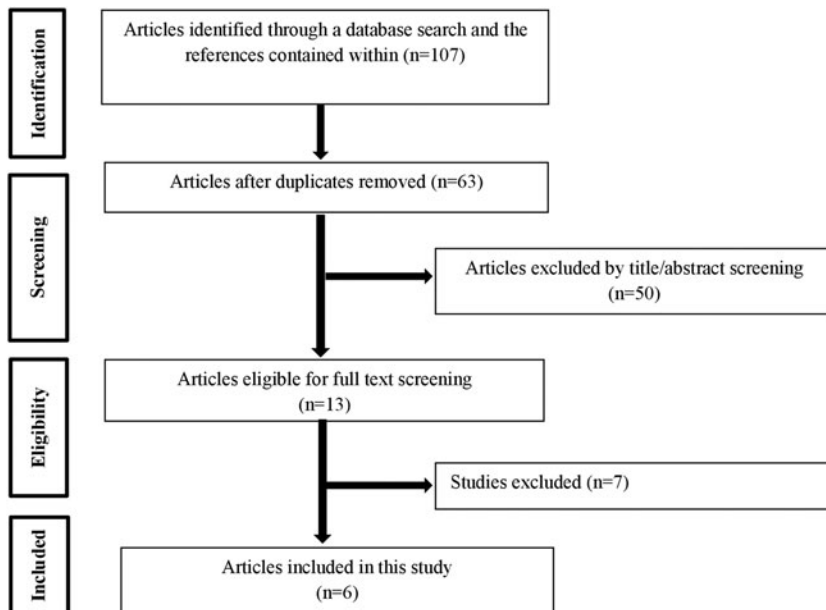 Identification
Articles identified through a database search and the
references contained within (n=107)
Articles after duplicates removed (n=63)
Screening
Articles excluded by title/abstract screening
(n=50)
Articles eligible for full text screening
(n=13)
Eligibility
Studies excluded (n=7)
Included
Articles included in this study
(n=6)